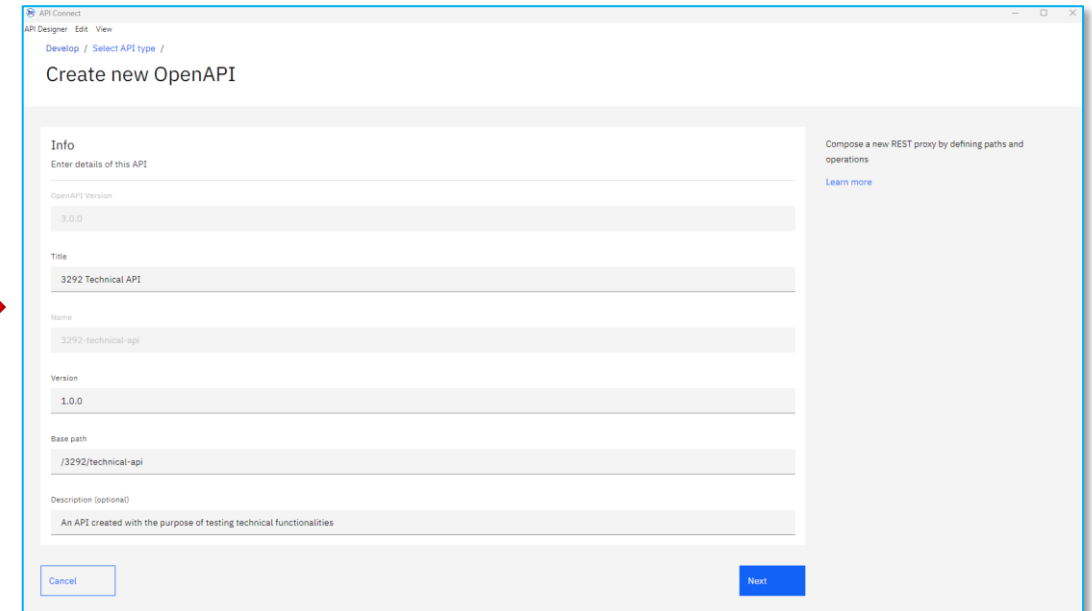 API Connect
API Designer Edit View
Develop / Select API type /
Create new OpenAPI
Info
Enter details of this API
Compose a new REST proxy by defining paths and
operations
Learn more
OpenAPI Version
3.0.0
Title
3292 Technical API
Name
3292-technical-api
Version
1.0.0
Base path
/3292/technical-api
Description (optional)
An API created with the purpose of testing technical functionalities
Cancel
Next